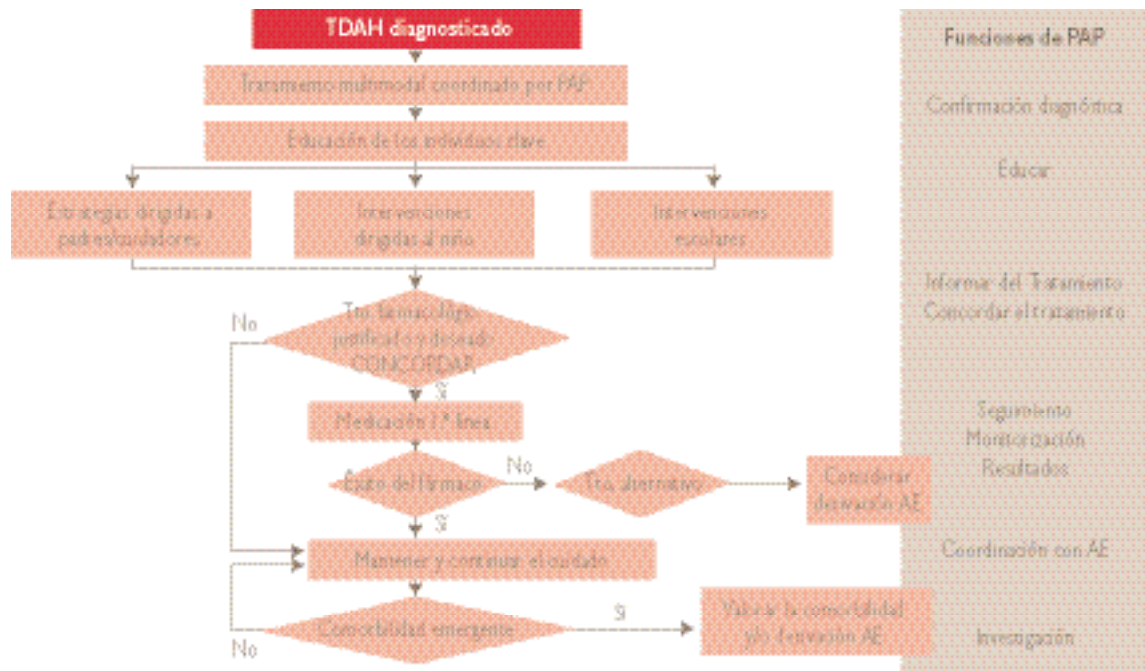 TDAH diagnosticado
Tratamiento multimodal coordinado por PAP
Educación de los individuos clave
Estrategias dirigidas a
padres/cuidadores
Intervenciones
dirigidas al niño
Intervenciones
escolares
No
Tto. farmacológico
justificado y deseado
CONCORDAR
Sí
Medicación 1.ª línea
Éxito del fármaco
No
Tto. alternativo
Considerar
derivación AE
Sí
Mantener y continuar el cuidado
Comorbilidad emergente
Sí
Valorar la comorbilidad
y/o derivación AE
No
Funciones de PAP
Confirmación diagnóstica
Educar
Informar del Tratamiento
Concordar el tratamiento
Seguimiento
Monitorización
Resultados
Coordinación con AE
Investigación